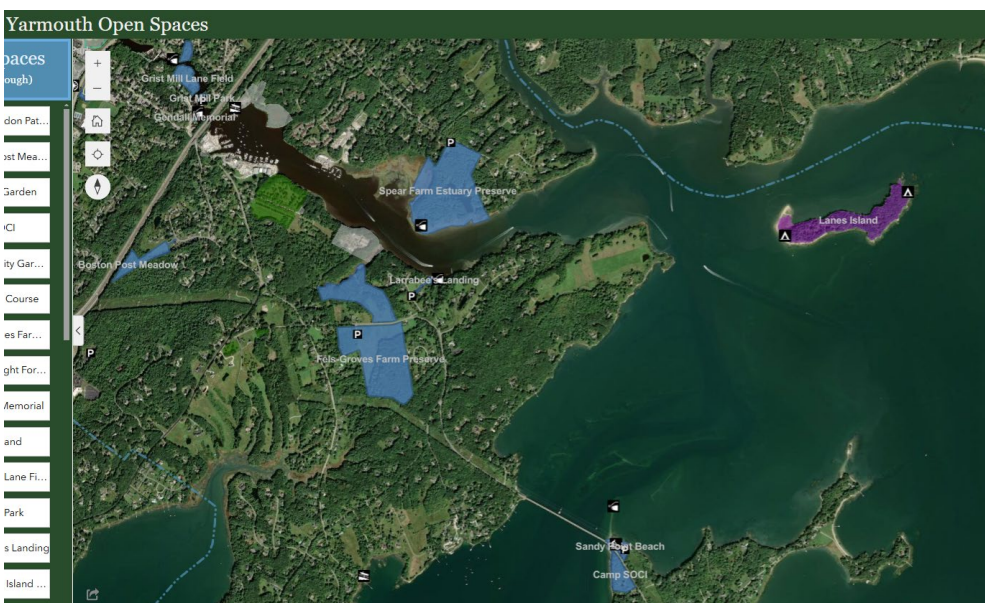 Yarmouth Open Spaces
paces
ough)
don Pat...
ost Mea...
Garden
OCI
ity Gar...
Course
es Far...
ght For...
Memorial
and
Lane Fi...
Park
s Landing
Island ...
Grist Mill Lane Field
Grist Mill Park
Gendall Memorial
P
Spear Farm Estuary Preserve
Lanes Island
Boston Post Meadow
Larrabee's Landing
P
P
P
Fels-Groves Farm Preserve
Sandy Point Beach
P
Camp SOCI